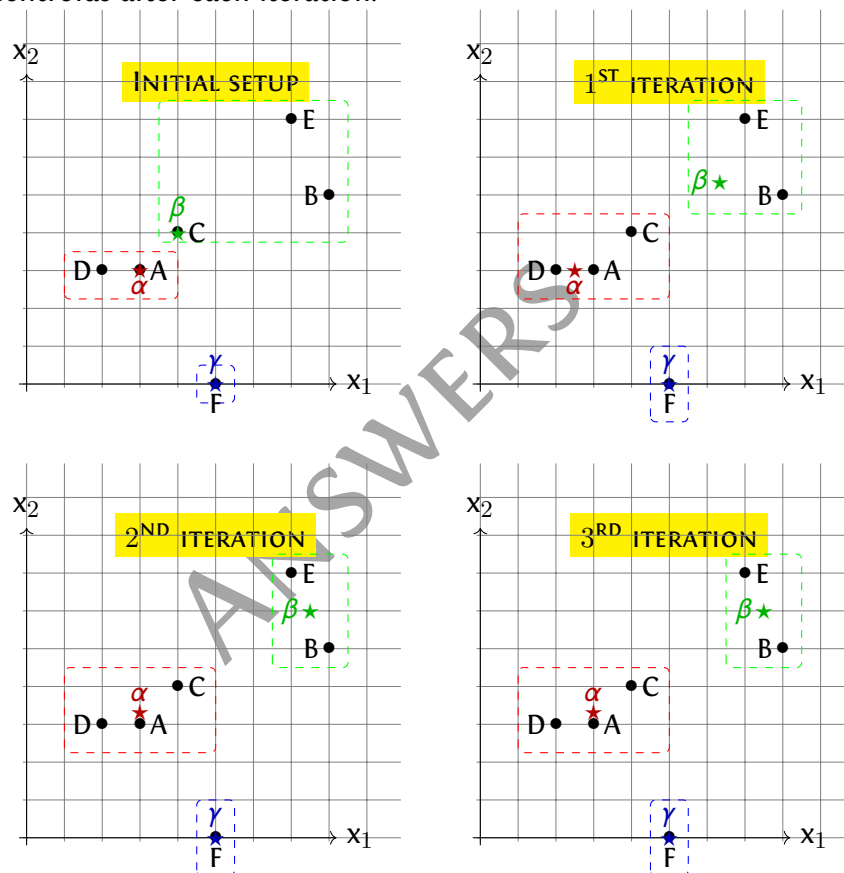 centroids after each iteration.
x₂
INITIAL SETUP
E
B
β
C
D
A
α
γ
F
x₁
x₂
1ST ITERATION
E
β
B
C
D
A
α
γ
F
x₁
ANSWERS
x₂
2ND ITERATION
E
β
B
C
α
D
A
γ
F
x₁
x₂
3RD ITERATION
E
β
B
C
α
D
A
γ
F
x₁